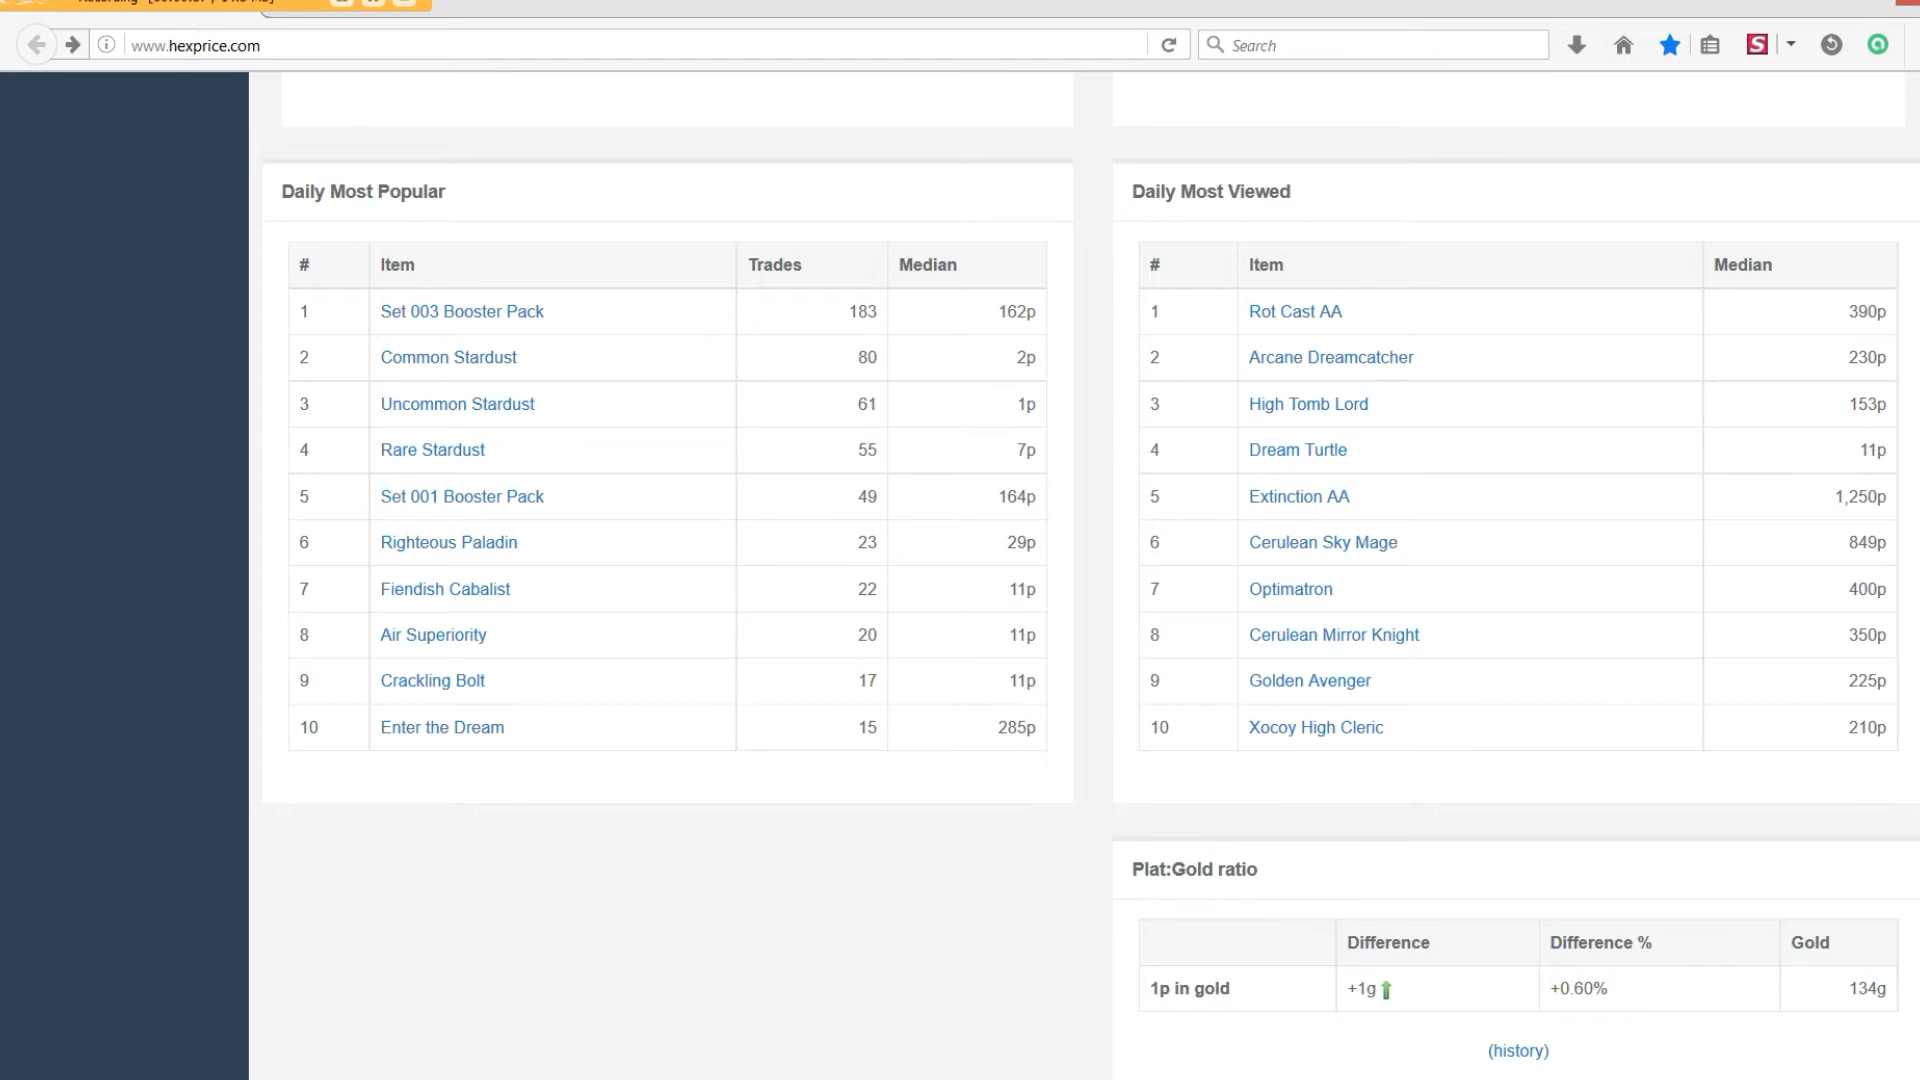 www.hexprice.com
Search
Daily Most Popular
# Item Trades Median
1 Set 003 Booster Pack 183 162p
2 Common Stardust 80 2p
3 Uncommon Stardust 61 1p
4 Rare Stardust 55 7p
5 Set 001 Booster Pack 49 164p
6 Righteous Paladin 23 29p
7 Fiendish Cabalist 22 11p
8 Air Superiority 20 11p
9 Crackling Bolt 17 11p
10 Enter the Dream 15 285p
Daily Most Viewed
# Item Median
1 Rot Cast AA 390p
2 Arcane Dreamcatcher 230p
3 High Tomb Lord 153p
4 Dream Turtle 11p
5 Extinction AA 1,250p
6 Cerulean Sky Mage 849p
7 Optimatron 400p
8 Cerulean Mirror Knight 350p
9 Golden Avenger 225p
10 Xocoy High Cleric 210p
Plat:Gold ratio
Difference Difference % Gold
1p in gold +1g +0.60% 134g
(history)